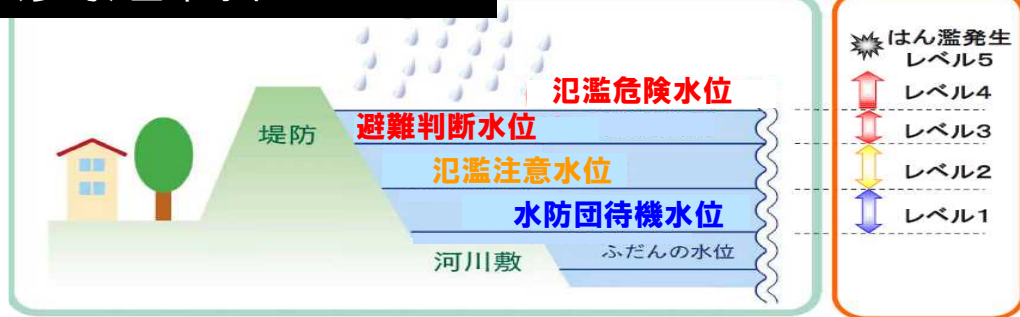 氾濫危険水位
避難判断水位
堤防
氾濫注意水位
水防団待機水位
ふだんの水位
河川敷
はん濫発生
レベル5
レベル4
レベル3
レベル2
レベル1